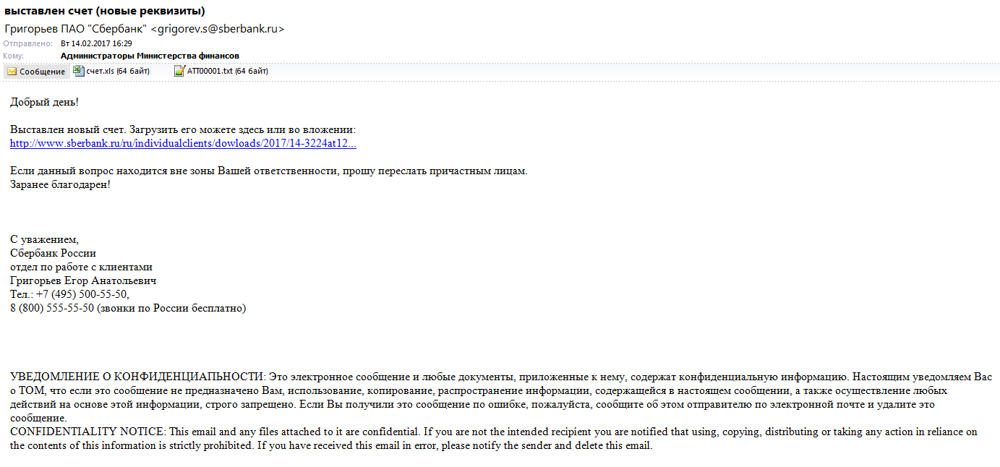 выставлен счет (новые реквизиты)
Григорьев ПАО "Сбербанк" <grigorev.s@sberbank.ru>
Отправлено: Вт 14.02.2017 16:29
Кому: Администраторы Министерства финансов
Сообщение счет.xls (64 байт) ATT00001.txt (64 байт)
Добрый день!
Выставлен новый счет. Загрузить его можете здесь или во вложении:
http://www.sberbank.ru/ru/individualclients/dowloads/2017/14-3224at12...
Если данный вопрос находится вне зоны Вашей ответственности, прошу переслать причастным лицам.
Заранее благодарен!
С уважением,
Сбербанк России
отдел по работе с клиентами
Григорьев Егор Анатольевич
Тел.: +7 (495) 500-55-50,
8 (800) 555-55-50 (звонки по России бесплатно)
УВЕДОМЛЕНИЕ О КОНФИДЕНЦИАПЬНОСТИ: Это электронное сообщение и любые документы, приложенные к нему, содержат конфиденциальную информацию. Настоящим уведомляем Вас
о ТОМ, что если это сообщение не предназначено Вам, использование, копирование, распространение информации, содержащейся в настоящем сообщении, а также осуществление любых
действий на основе этой информации, строго запрещено. Если Вы получили это сообщение по ошибке, пожалуйста, сообщите об этом отправителю по электронной почте и удалите это
сообщение.
CONFIDENTIALITY NOTICE: This email and any files attached to it are confidential. If you are not the intended recipient you are notified that using, copying, distributing or taking any action in reliance on
the contents of this information is strictly prohibited. If you have received this email in error, please notify the sender and delete this email.